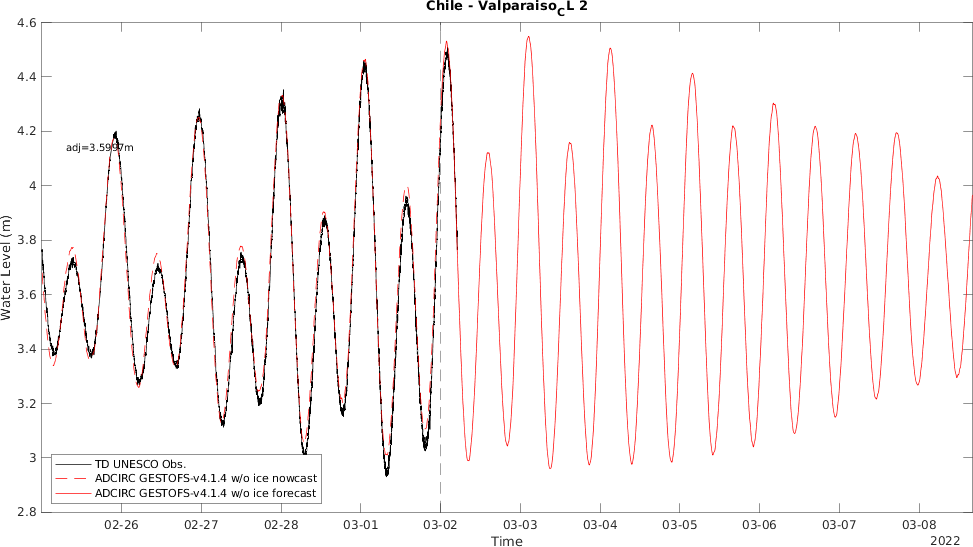 Chile - Valparaiso_CL 2
4.6
4.4
4.2
4
3.8
3.6
3.4
3.2
3
2.8
Water Level (m)
adj=3.5997m
TD UNESCO Obs.
ADCIRC GESTOFS-v4.1.4 w/o ice nowcast
ADCIRC GESTOFS-v4.1.4 w/o ice forecast
02-26 02-27 02-28 03-01 03-02 03-03 03-04 03-05 03-06 03-07 03-08
Time
2022